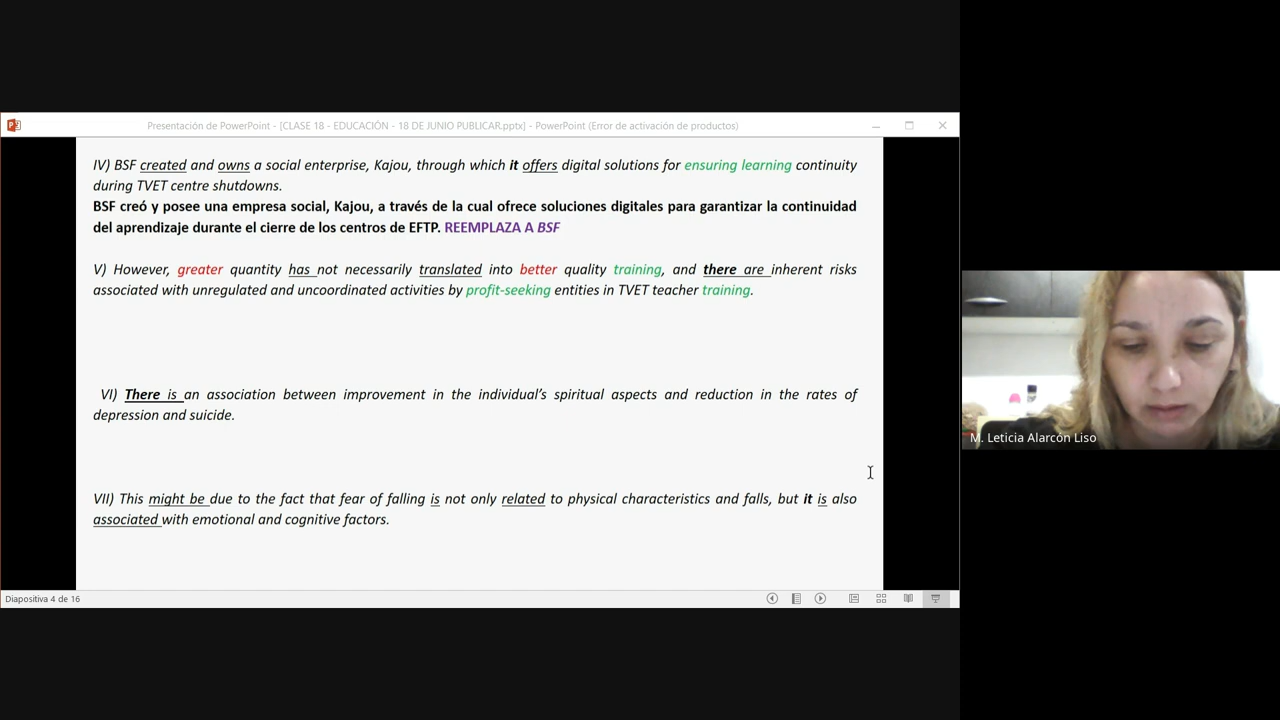 Presentación de PowerPoint - [CLASE 18 - EDUCACIÓN - 18 DE JUNIO PUBLICAR.pptx] - PowerPoint (Error de activación de productos)
IV) BSF created and owns a social enterprise, Kajou, through which it offers digital solutions for ensuring learning continuity
during TVET centre shutdowns.
BSF creó y posee una empresa social, Kajou, a través de la cual ofrece soluciones digitales para garantizar la continuidad
del aprendizaje durante el cierre de los centros de EFTP. REEMPLAZA A BSF
V) However, greater quantity has not necessarily translated into better quality training, and there are inherent risks
associated with unregulated and uncoordinated activities by profit-seeking entities in TVET teacher training.
VI) There is an association between improvement in the individual's spiritual aspects and reduction in the rates of
depression and suicide.
VII) This might be due to the fact that fear of falling is not only related to physical characteristics and falls, but it is also
associated with emotional and cognitive factors.
M. Leticia Alarcón Liso
Diapositiva 4 de 16